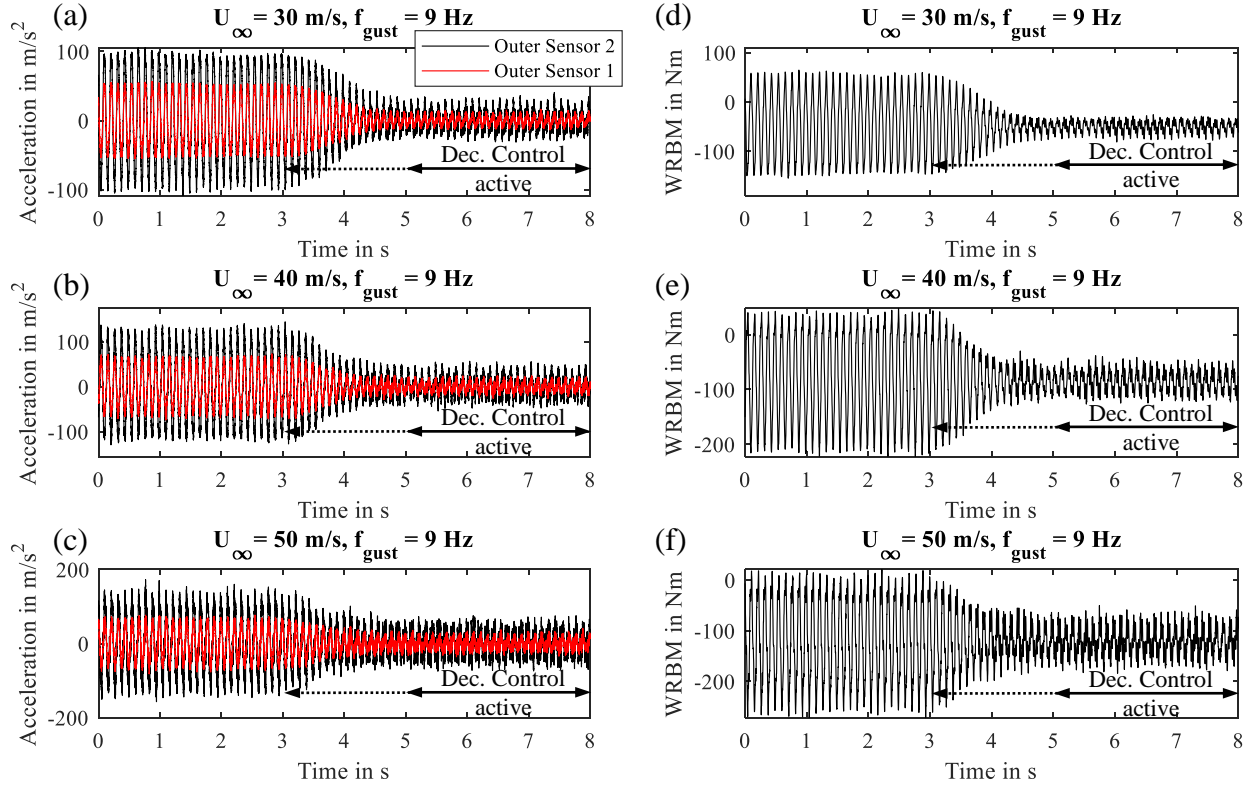 (a)
U∞ = 30 m/s, fgust = 9 Hz
Outer Sensor 2
Outer Sensor 1
Acceleration in m/s2
100
0
-100
Dec. Control
active
0 1 2 3 4 5 6 7 8
Time in s
(d)
U∞ = 30 m/s, fgust = 9 Hz
WRBM in Nm
100
0
-100
Dec. Control
active
0 1 2 3 4 5 6 7 8
Time in s
(b)
U∞ = 40 m/s, fgust = 9 Hz
Acceleration in m/s2
100
0
-100
Dec. Control
active
0 1 2 3 4 5 6 7 8
Time in s
(e)
U∞ = 40 m/s, fgust = 9 Hz
WRBM in Nm
0
-100
-200
Dec. Control
active
0 1 2 3 4 5 6 7 8
Time in s
(c)
U∞ = 50 m/s, fgust = 9 Hz
Acceleration in m/s2
200
0
-200
Dec. Control
active
0 1 2 3 4 5 6 7 8
Time in s
(f)
U∞ = 50 m/s, fgust = 9 Hz
WRBM in Nm
0
-100
-200
Dec. Control
active
0 1 2 3 4 5 6 7 8
Time in s